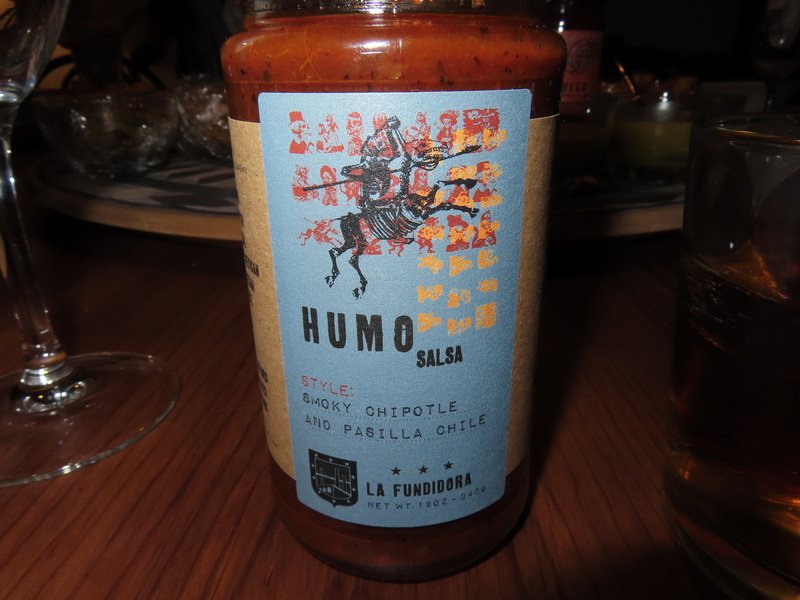 HUMO
SALSA
STYLE:
SMOKY CHIPOTLE
AND PASILLA CHILE
LA FUNDIDORA
NET WT. 12OZ - 340G